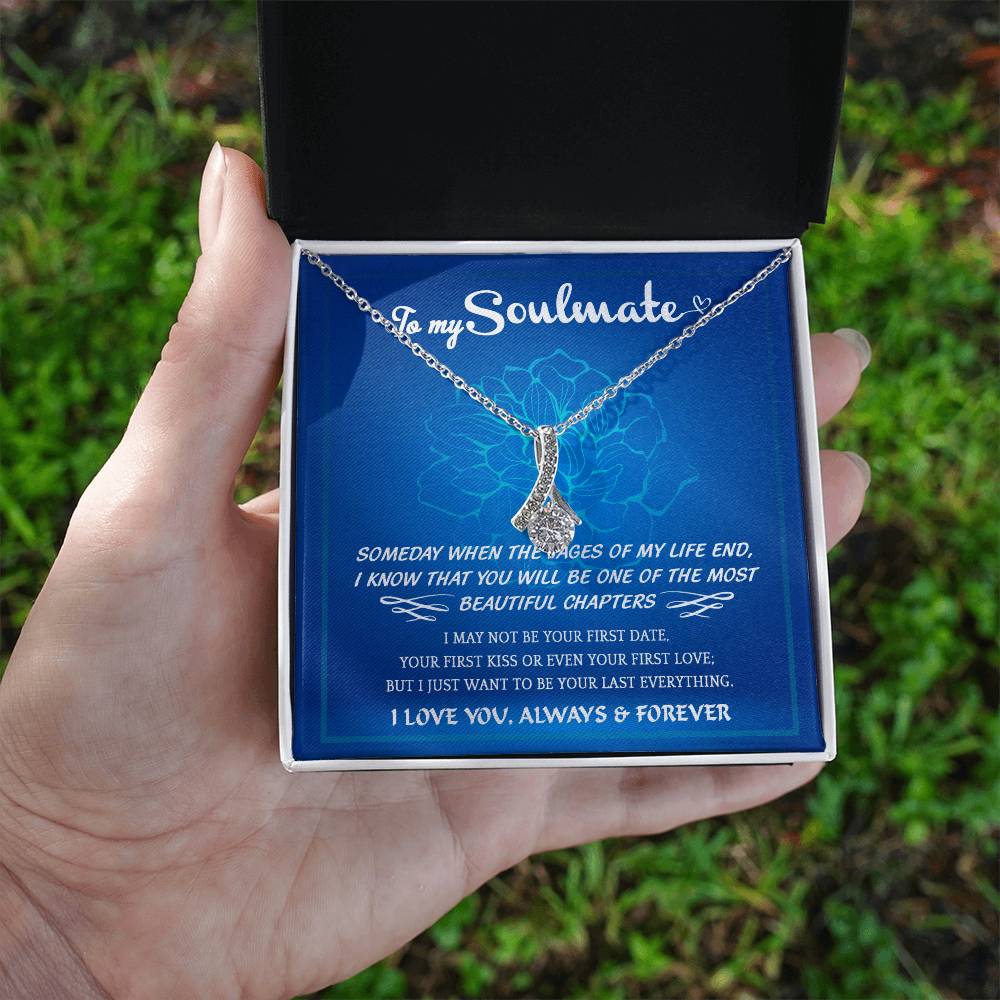 To my Soulmate
SOMEDAY WHEN THE PAGES OF MY LIFE END,
I KNOW THAT YOU WILL BE ONE OF THE MOST
BEAUTIFUL CHAPTERS
I MAY NOT BE YOUR FIRST DATE,
YOUR FIRST KISS OR EVEN YOUR FIRST LOVE;
BUT I JUST WANT TO BE YOUR LAST EVERYTHING.
I LOVE YOU, ALWAYS & FOREVER